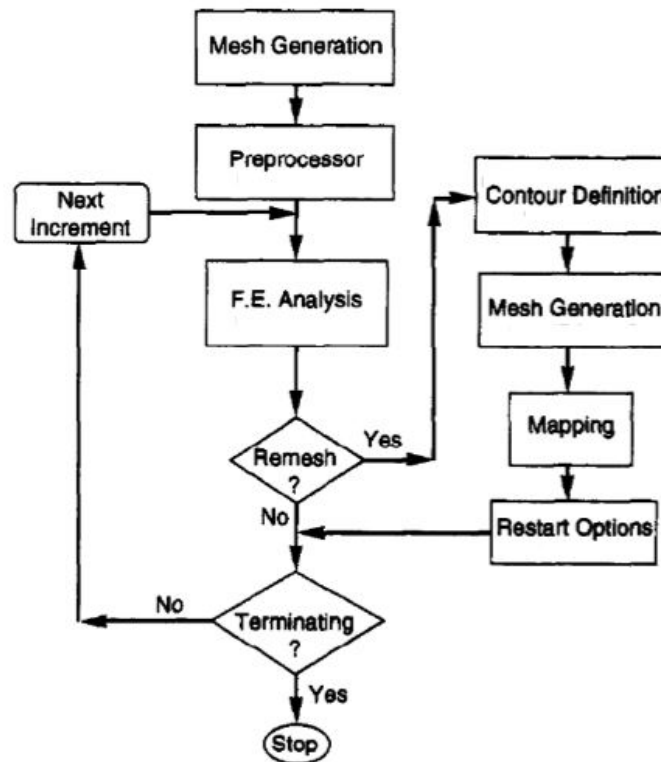 Mesh Generation
Preprocessor
Next
Increment
Contour Definition
F.E. Analysis
Mesh Generation
Mapping
Remesh
?
Yes
No
Restart Options
Terminating
?
No
Yes
Stop